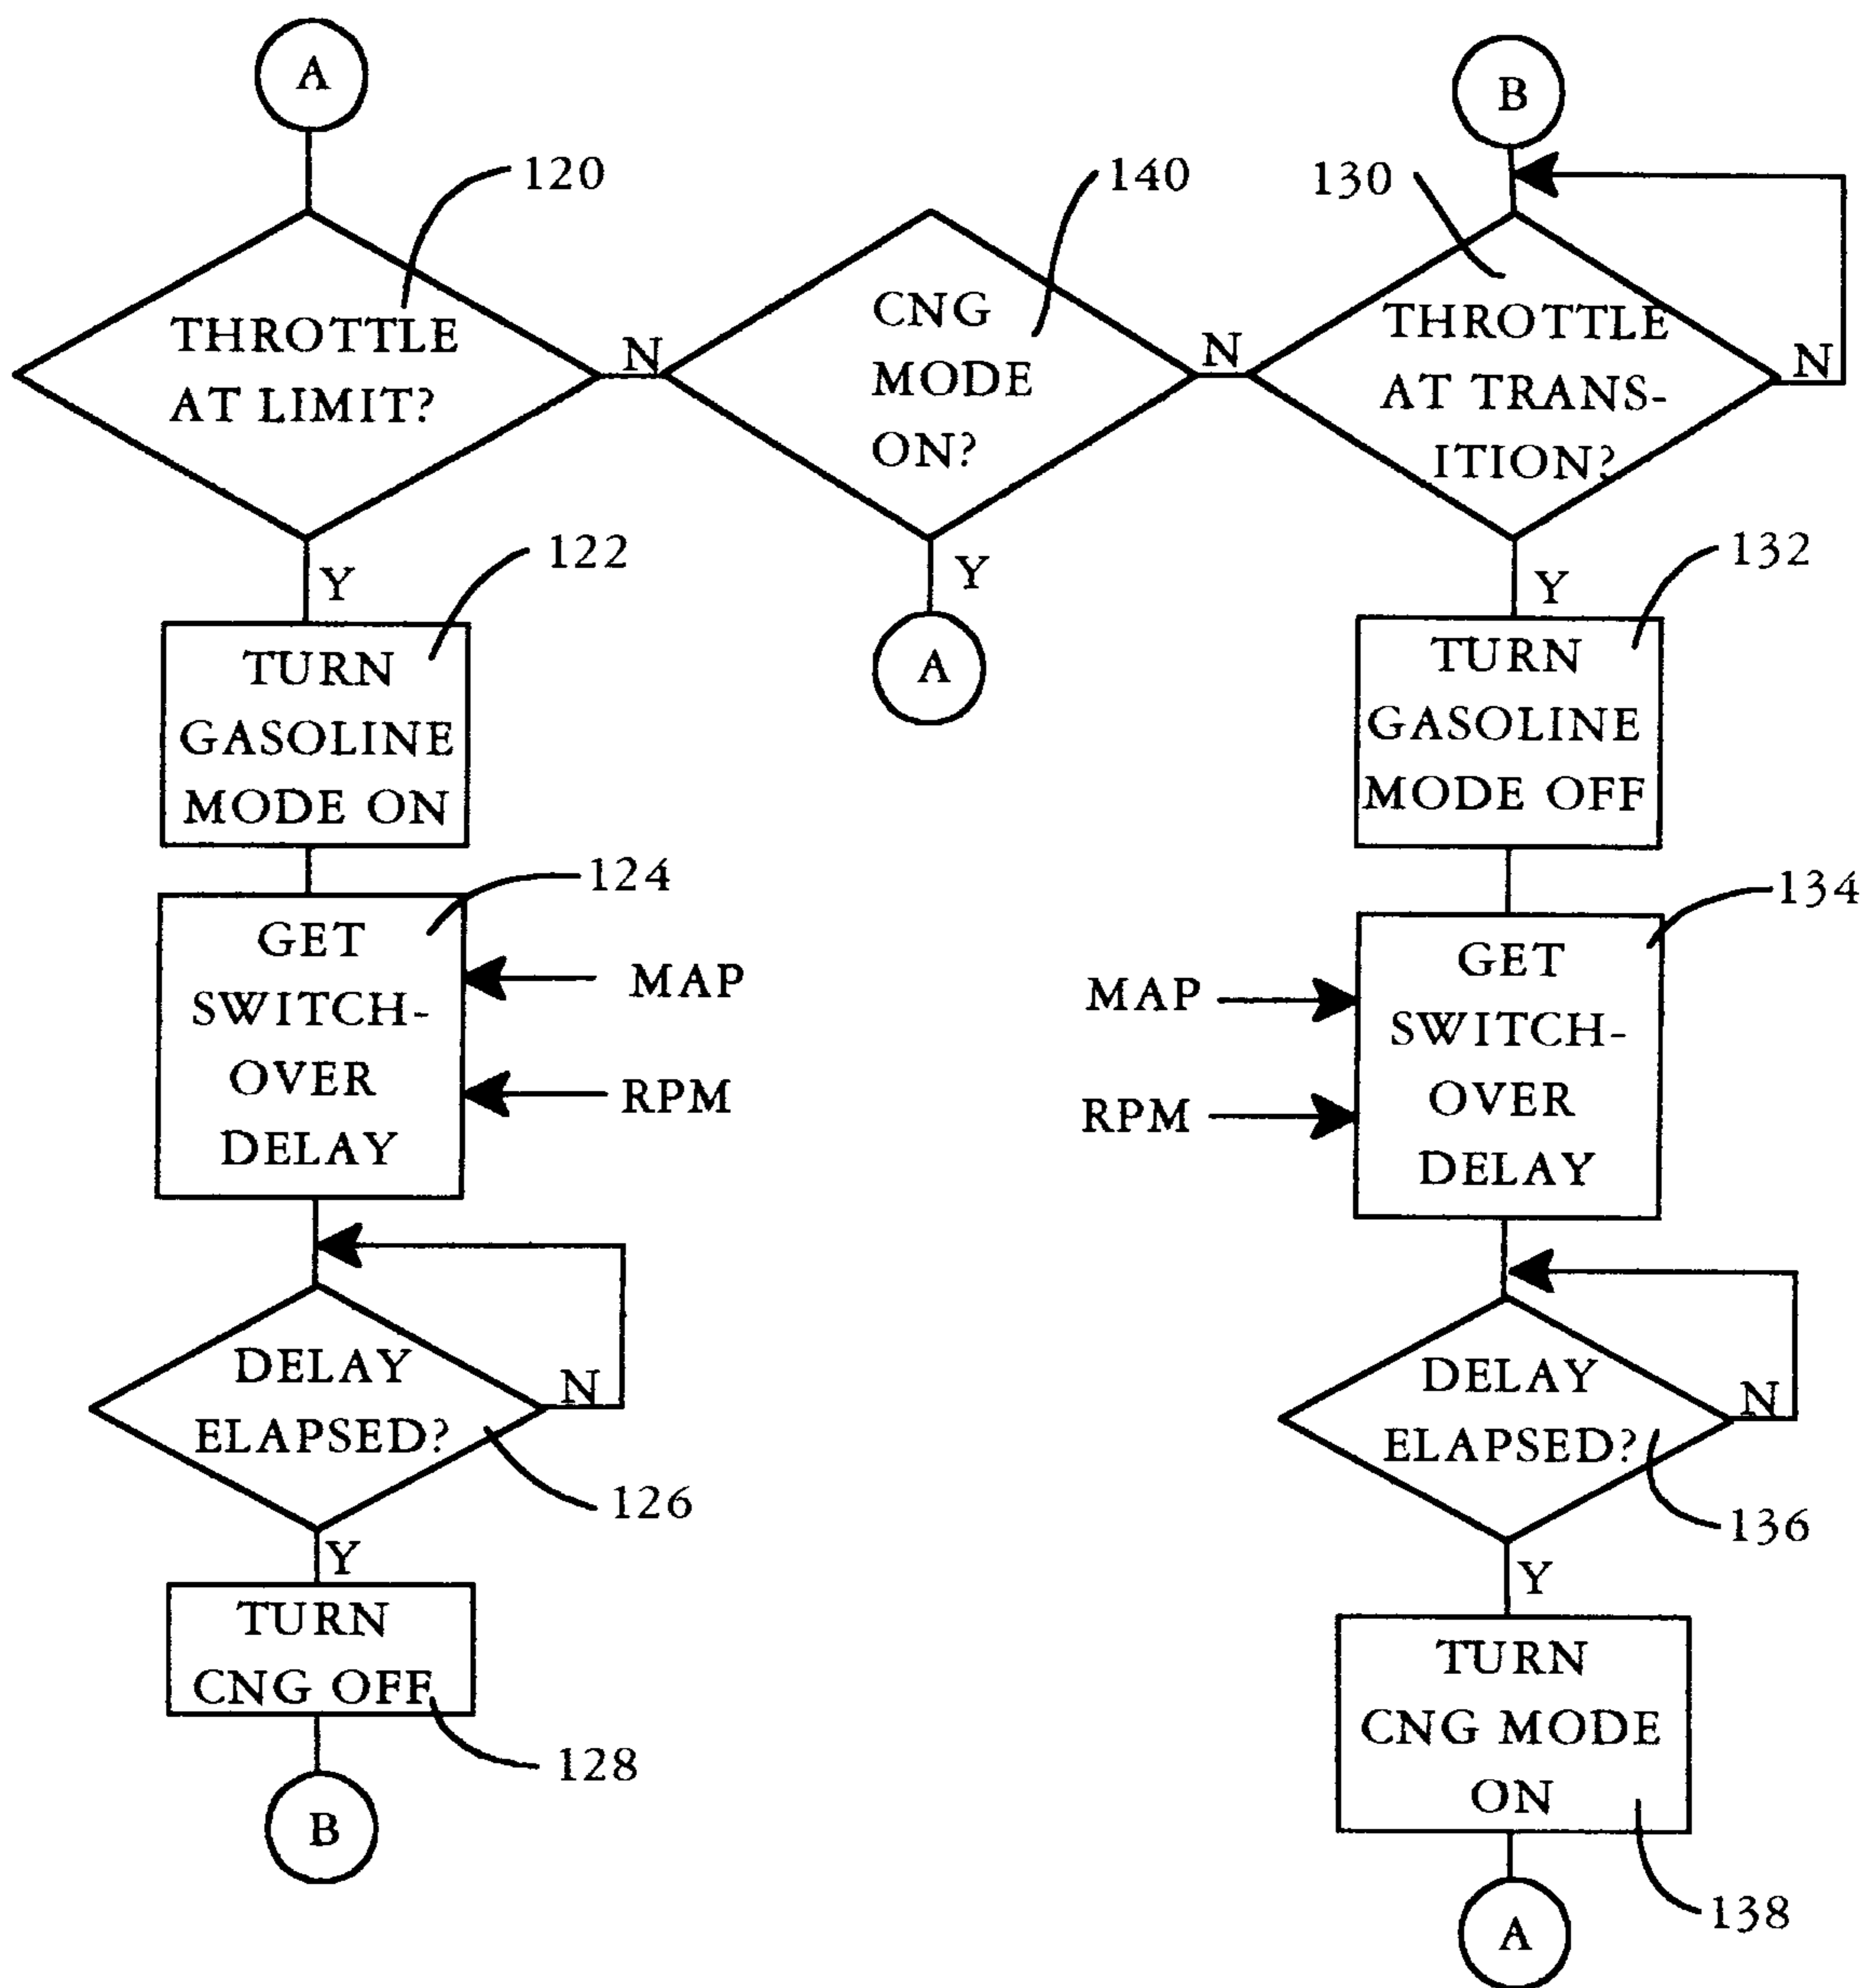 A
120
THROTTLE
AT LIMIT?
N
Y
122
TURN
GASOLINE
MODE ON
124
GET
SWITCH-
OVER
DELAY
MAP
RPM
DELAY
ELAPSED?
N
126
Y
TURN
CNG OFF
128
B
140
CNG
MODE
ON?
N
Y
A
B
130
THROTTLE
AT TRANS-
ITION?
N
Y
132
TURN
GASOLINE
MODE OFF
134
GET
SWITCH-
OVER
DELAY
MAP
RPM
DELAY
ELAPSED?
N
136
Y
TURN
CNG MODE
ON
138
A